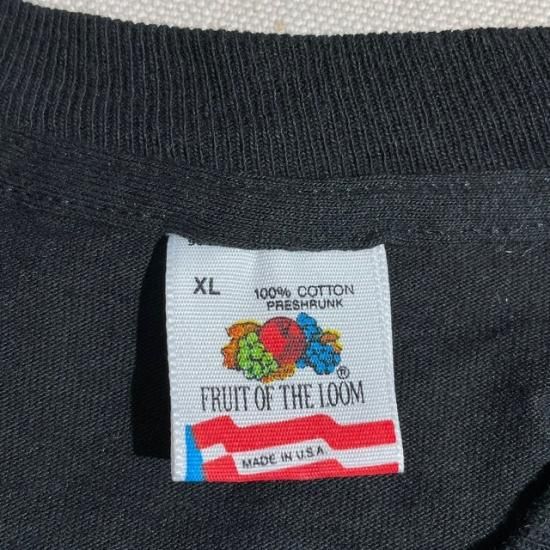 XL
100% COTTON
PRESHRUNK
®
FRUIT OF THE LOOM
MADE IN U.S.A